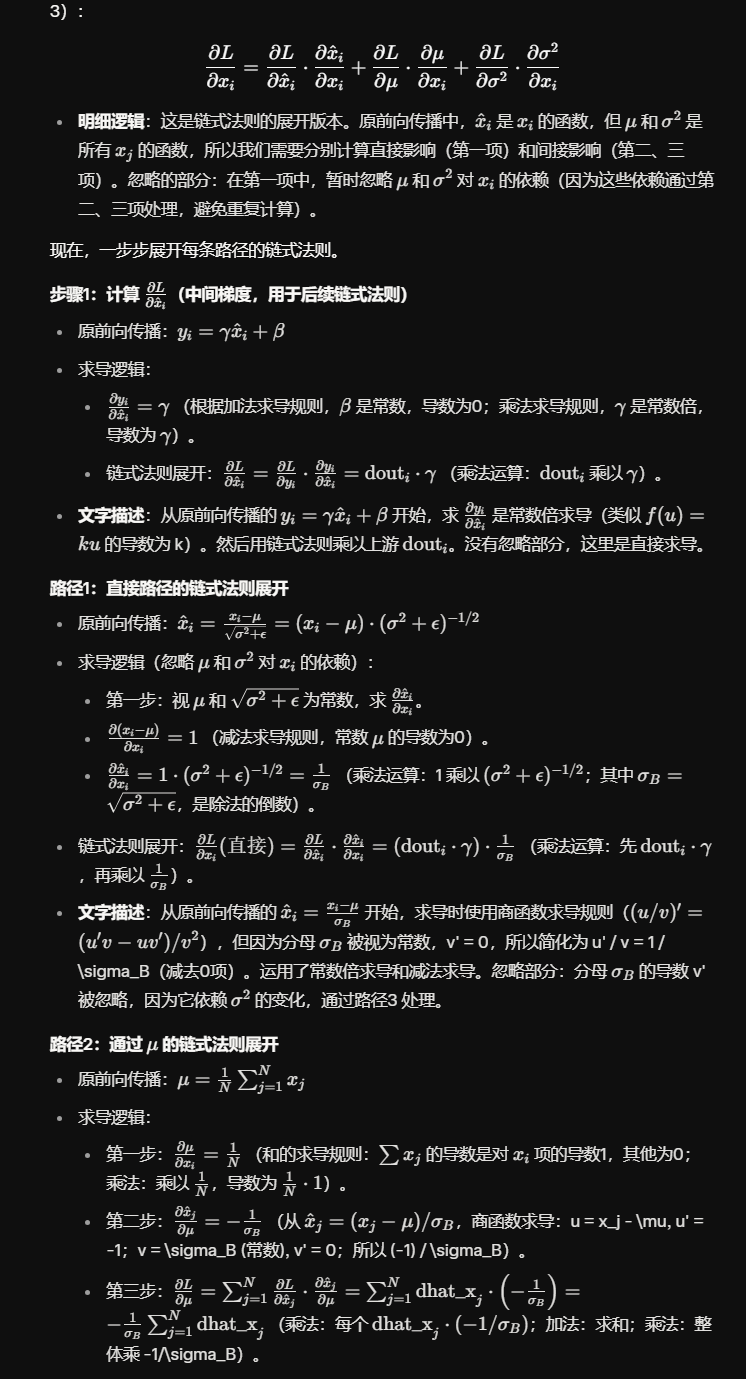 3）:
$$\frac{\partial L}{\partial x_i} = \frac{\partial L}{\partial \hat{x}_i} \cdot \frac{\partial \hat{x}_i}{\partial x_i} + \frac{\partial L}{\partial \mu} \cdot \frac{\partial \mu}{\partial x_i} + \frac{\partial L}{\partial \sigma^2} \cdot \frac{\partial \sigma^2}{\partial x_i}$$
• 明细逻辑：这是链式法则的展开版本。原前向传播中，$\hat{x}_i$ 是 $x_i$ 的函数，但 $\mu$ 和 $\sigma^2$ 是
所有 $x_j$ 的函数，所以我们需要分别计算直接影响（第一项）和间接影响（第二、三
项）。忽略的部分：在第一项中，暂时忽略 $\mu$ 和 $\sigma^2$ 对 $x_i$ 的依赖（因为这些依赖通过第
二、三项处理，避免重复计算）。
现在，一步步展开每条路径的链式法则。
步骤1：计算 $\frac{\partial L}{\partial \hat{x}_i}$（中间梯度，用于后续链式法则）
• 原前向传播：$y_i = \gamma \hat{x}_i + \beta$
• 求导逻辑：
• $\frac{\partial y_i}{\partial \hat{x}_i} = \gamma$（根据加法求导规则，$\beta$ 是常数，导数为0；乘法求导规则，$\gamma$ 是常数倍，
导数为 $\gamma$）。
• 链式法则展开：$\frac{\partial L}{\partial \hat{x}_i} = \frac{\partial L}{\partial y_i} \cdot \frac{\partial y_i}{\partial \hat{x}_i} = \text{dout}_i \cdot \gamma$（乘法运算：$\text{dout}_i$ 乘以 $\gamma$）。
• 文字描述：从原前向传播的 $y_i = \gamma \hat{x}_i + \beta$ 开始，求 $\frac{\partial y_i}{\partial \hat{x}_i}$ 是常数倍求导（类似 $f(u) =$
$ku$ 的导数为 k）。然后用链式法则乘以上游 $\text{dout}_i$。没有忽略部分，这里是直接求导。
路径1：直接路径的链式法则展开
• 原前向传播：$\hat{x}_i = \frac{x_i - \mu}{\sqrt{\sigma^2 + \epsilon}} = (x_i - \mu) \cdot (\sigma^2 + \epsilon)^{-1/2}$
• 求导逻辑（忽略 $\mu$ 和 $\sigma^2$ 对 $x_i$ 的依赖）：
• 第一步：视 $\mu$ 和 $\sqrt{\sigma^2 + \epsilon}$ 为常数，求 $\frac{\partial \hat{x}_i}{\partial x_i}$。
• $\frac{\partial (x_i - \mu)}{\partial x_i} = 1$（减法求导规则，常数 $\mu$ 的导数为0）。
• $\frac{\partial \hat{x}_i}{\partial x_i} = 1 \cdot (\sigma^2 + \epsilon)^{-1/2} = \frac{1}{\sigma_B}$（乘法运算：1 乘以 $(\sigma^2 + \epsilon)^{-1/2}$；其中 $\sigma_B =$
$\sqrt{\sigma^2 + \epsilon}$，是除法的倒数）。
• 链式法则展开：$\frac{\partial L}{\partial x_i}(直接) = \frac{\partial L}{\partial \hat{x}_i} \cdot \frac{\partial \hat{x}_i}{\partial x_i} = (\text{dout}_i \cdot \gamma) \cdot \frac{1}{\sigma_B}$（乘法运算：先 $\text{dout}_i \cdot \gamma$
，再乘以 $\frac{1}{\sigma_B}$）。
• 文字描述：从原前向传播的 $\hat{x}_i = \frac{x_i - \mu}{\sigma_B}$ 开始，求导时使用商函数求导规则（$(u/v)' =$
$(u'v - uv')/v^2$），但因为分母 $\sigma_B$ 被视为常数，v' = 0，所以简化为 u' / v = 1 /
\sigma_B（减去0项）。运用了常数倍求导和减法求导。忽略部分：分母 $\sigma_B$ 的导数 v'
被忽略，因为它依赖 $\sigma^2$ 的变化，通过路径3 处理。
路径2：通过 $\mu$ 的链式法则展开
• 原前向传播：$\mu = \frac{1}{N} \sum_{j=1}^{N} x_j$
• 求导逻辑：
• 第一步：$\frac{\partial \mu}{\partial x_i} = \frac{1}{N}$（和的求导规则：$\sum x_j$ 的导数是对 $x_i$ 项的导数1，其他为0；
乘法：乘以 $\frac{1}{N}$，导数为 $\frac{1}{N} \cdot 1$）。
• 第二步：$\frac{\partial \hat{x}_j}{\partial \mu} = -\frac{1}{\sigma_B}$（从 $\hat{x}_j = (x_j - \mu)/\sigma_B$，商函数求导：u = x_j - \mu, u' =
-1；v = \sigma_B (常数), v' = 0；所以 (-1) / \sigma_B）。
• 第三步：$\frac{\partial L}{\partial \mu} = \sum_{j=1}^{N} \frac{\partial L}{\partial \hat{x}_j} \cdot \frac{\partial \hat{x}_j}{\partial \mu} = \sum_{j=1}^{N} \text{dhat\_x}_j \cdot \left(-\frac{1}{\sigma_B}\right) =$
$-\frac{1}{\sigma_B} \sum_{j=1}^{N} \text{dhat\_x}_j$（乘法：每个 $\text{dhat\_x}_j \cdot (-1/\sigma_B)$；加法：求和；乘法：整
体乘 -1/\sigma_B）。